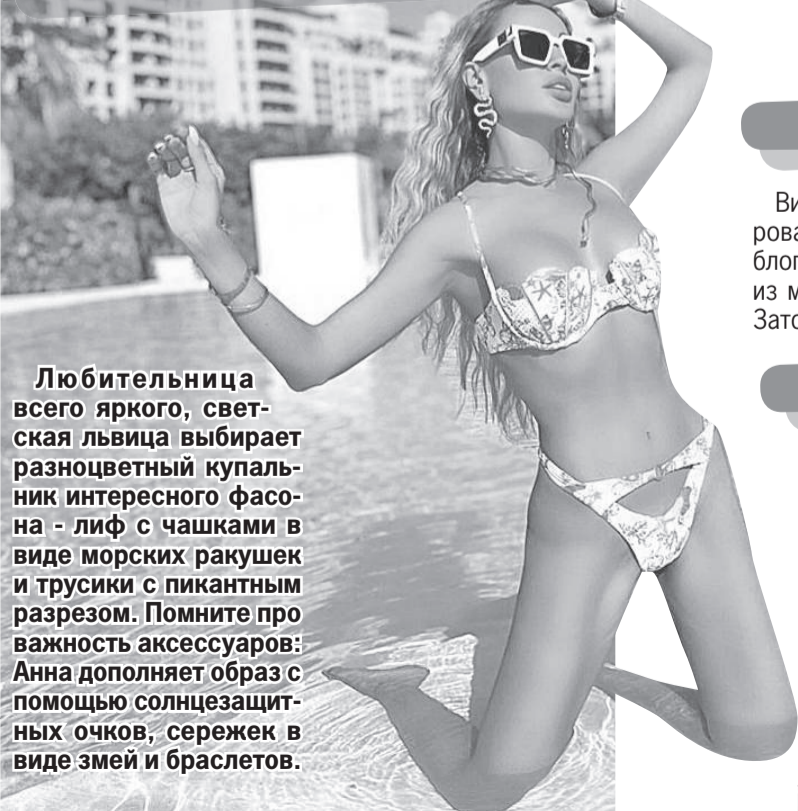 Любительница
всего яркого, свет-
ская львица выбирает
разноцветный купаль-
ник интересного фасо-
на - лиф с чашками в
виде морских ракушек
и трусики с пикантным
разрезом. Помните про
важность аксессуаров:
Анна дополняет образ с
помощью солнцезащит-
ных очков, сережек в
виде змей и браслетов.
из